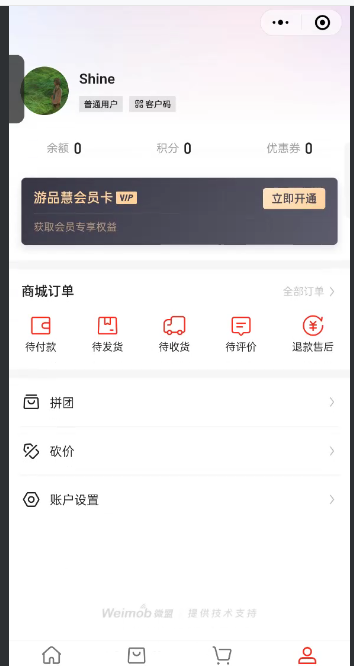 Shine
普通用户 客户码
余额 0 积分 0 优惠券 0
游品慧会员卡 VIP 立即开通
获取会员专享权益
商城订单 全部订单
待付款 待发货 待收货 待评价 退款售后
拼团
砍价
账户设置
Weimob 微盟 提供技术支持